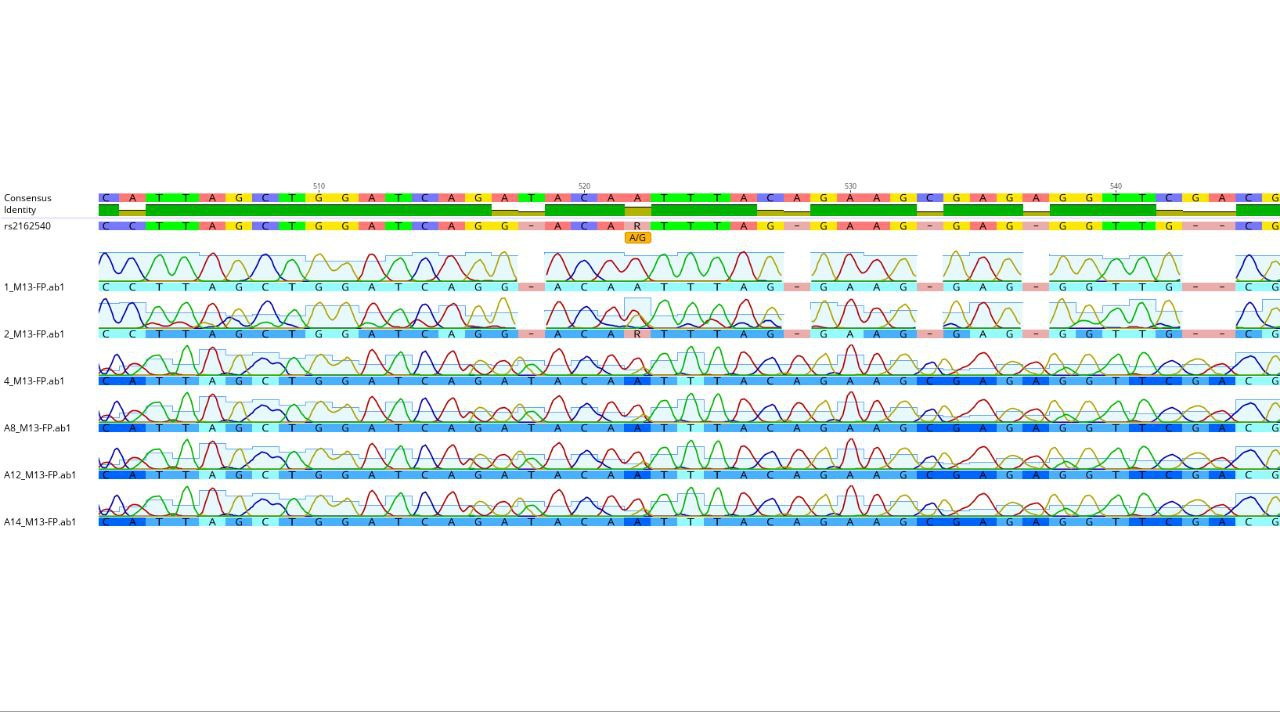 510 520 530 540
Consensus C A T T A G C T G G A T C A G A T A C A A T T T A C A G A A G C G A G A G G T T C G A C G
Identity
rs2162540 C C T T A G C T G G A T C A G G - A C A R T T T A G - G A A G - G A G - G G T T G - - C G
A/G
1_M13-FP.ab1 C C T T A G C T G G A T C A G G - A C A A T T T A G - G A A G - G A G - G G T T G - - C G
2_M13-FP.ab1 C C T T A G C T G G A T C A G G - A C A R T T T A G - G A A G - G A G - G G T T G - - C G
4_M13-FP.ab1 C A T T A G C T G G A T C A G A T A C A A T T T A C A G A A G C G A G A G G T T C G A C G
A8_M13-FP.ab1 C A T T A G C T G G A T C A G A T A C A A T T T A C A G A A G C G A G A G G T T C G A C G
A12_M13-FP.ab1 C A T T A G C T G G A T C A G A T A C A A T T T A C A G A A G C G A G A G G T T C G A C G
A14_M13-FP.ab1 C A T T A G C T G G A T C A G A T A C A A T T T A C A G A A G C G A G A G G T T C G A C G